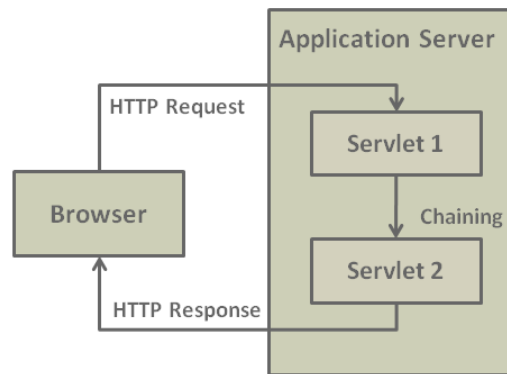 Application Server
HTTP Request
Servlet 1
Browser
Chaining
Servlet 2
HTTP Response